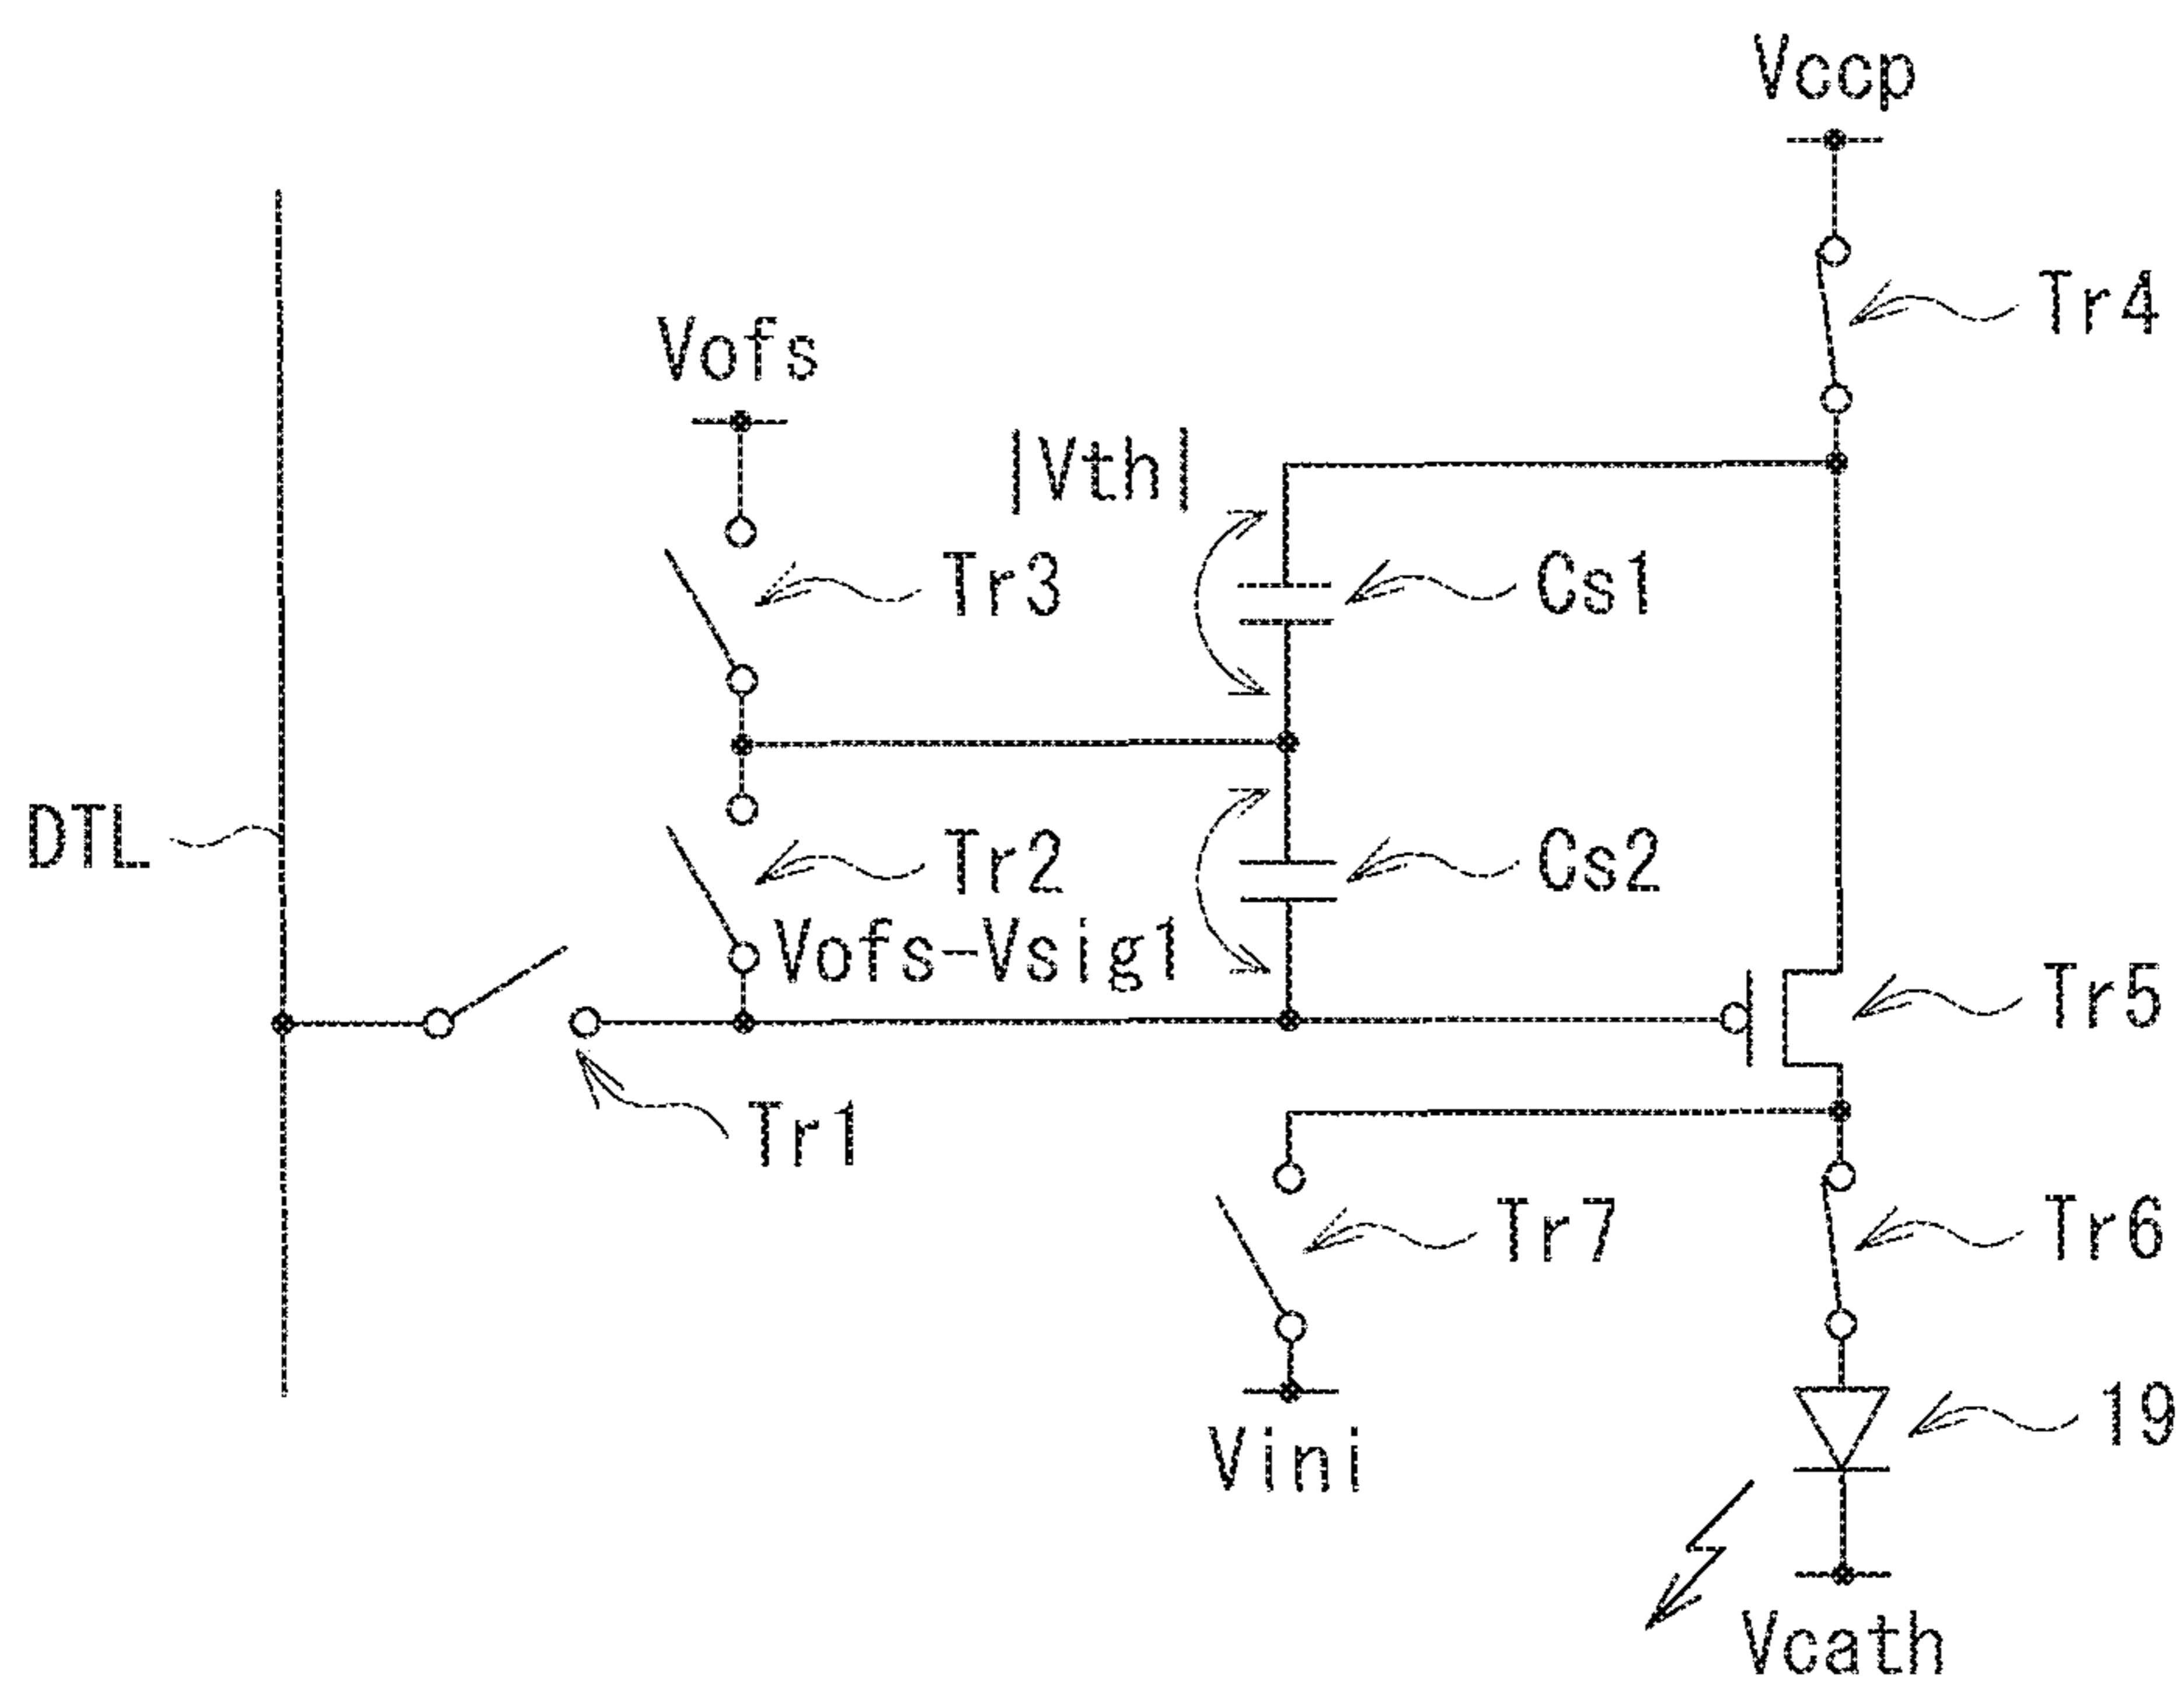 Vccp
Tr4
Vofs
|Vth|
Tr3
Cs1
DTL
Tr2
Cs2
Vofs-Vsig1
Tr5
Tr1
Tr7
Tr6
19
Vini
Vcath